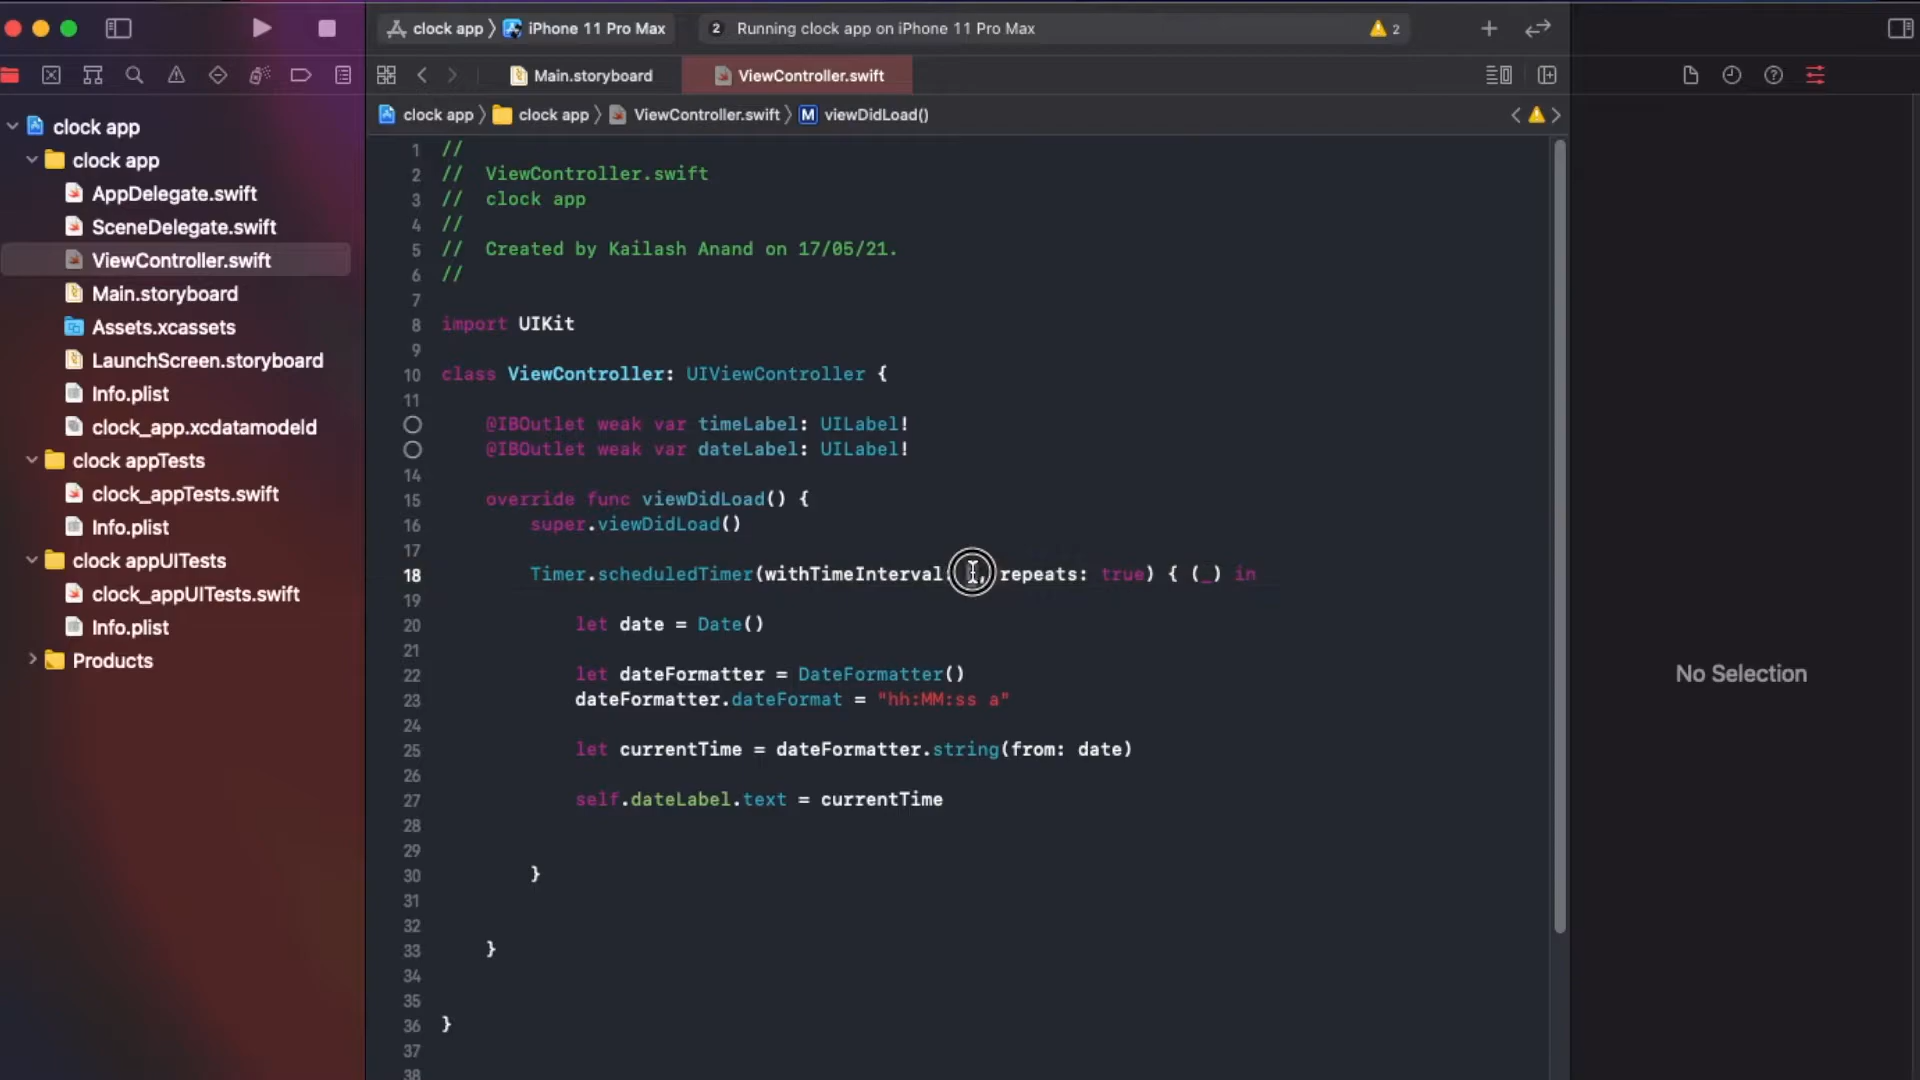 clock app
iPhone 11 Pro Max
2
Running clock app on iPhone 11 Pro Max
2
Main.storyboard
ViewController.swift
clock app
clock app
ViewController.swift
M
viewDidLoad()
clock app
clock app
AppDelegate.swift
SceneDelegate.swift
ViewController.swift
Main.storyboard
Assets.xcassets
LaunchScreen.storyboard
Info.plist
clock_app.xcdatamodeld
clock appTests
clock_appTests.swift
Info.plist
clock appUITests
clock_appUITests.swift
Info.plist
Products
1 //
2 //  ViewController.swift
3 //  clock app
4 //
5 //  Created by Kailash Anand on 17/05/21.
6 //
7
8 import UIKit
9
10 class ViewController: UIViewController {
11
@IBOutlet weak var timeLabel: UILabel!
@IBOutlet weak var dateLabel: UILabel!
14
15 override func viewDidLoad() {
16 super.viewDidLoad()
17
18 Timer.scheduledTimer(withTimeInterval: , repeats: true) { (_) in
19
20 let date = Date()
21
22 let dateFormatter = DateFormatter()
23 dateFormatter.dateFormat = "hh:MM:ss a"
24
25 let currentTime = dateFormatter.string(from: date)
26
27 self.dateLabel.text = currentTime
28
29
30 }
31
32
33 }
34
35
36 }
37
38
No Selection